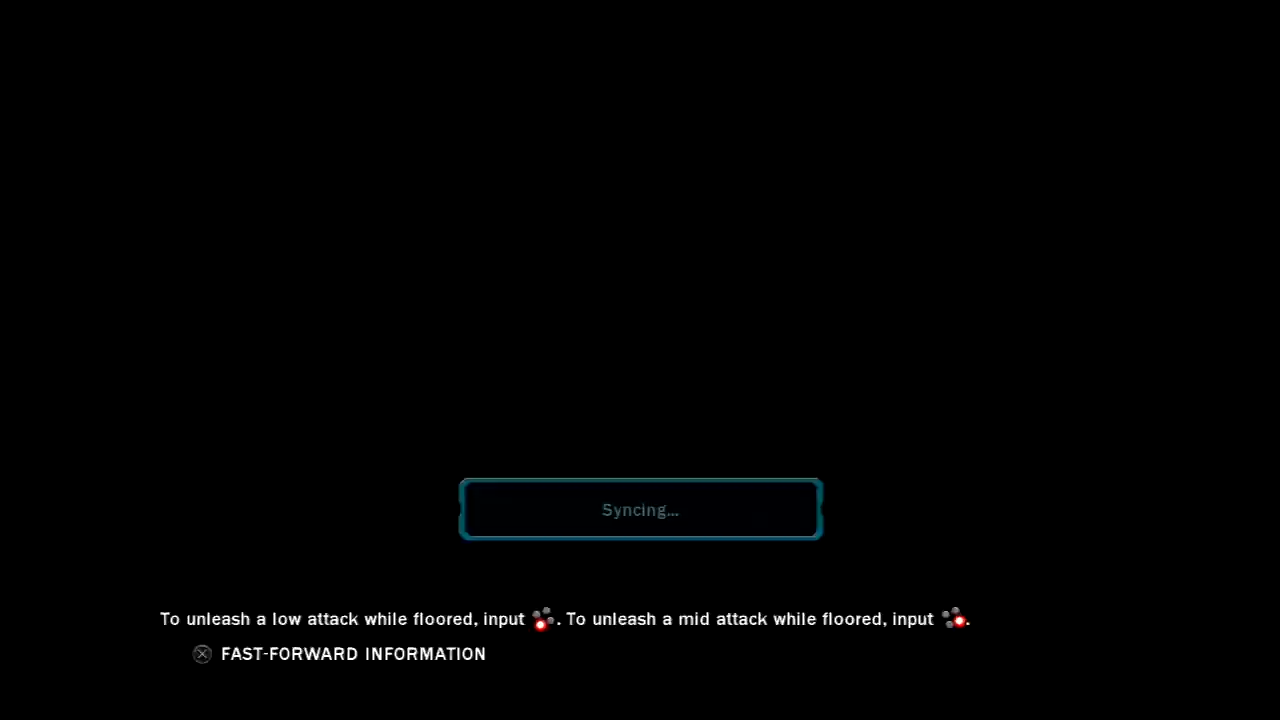 Syncing...
To unleash a low attack while floored, input . To unleash a mid attack while floored, input .
FAST-FORWARD INFORMATION